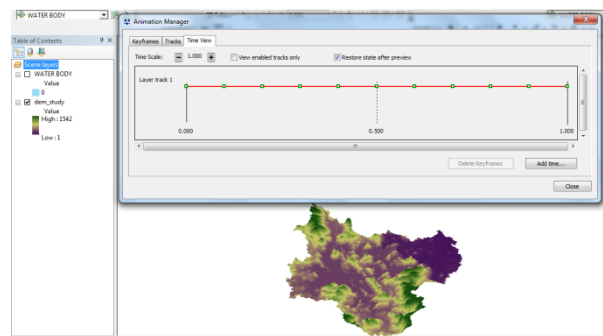 WATER BODY
Animation Manager
Table of Contents
Keyframes Tracks Time View
Time Scale: 1.000 View enabled tracks only Restore state after preview
Scene layers
WATER BODY
Value
0
dem_study
Value
High : 1542
Low : 1
Layer track 1
0.000 0.500 1.000
Delete Keyframes Add time...
Close